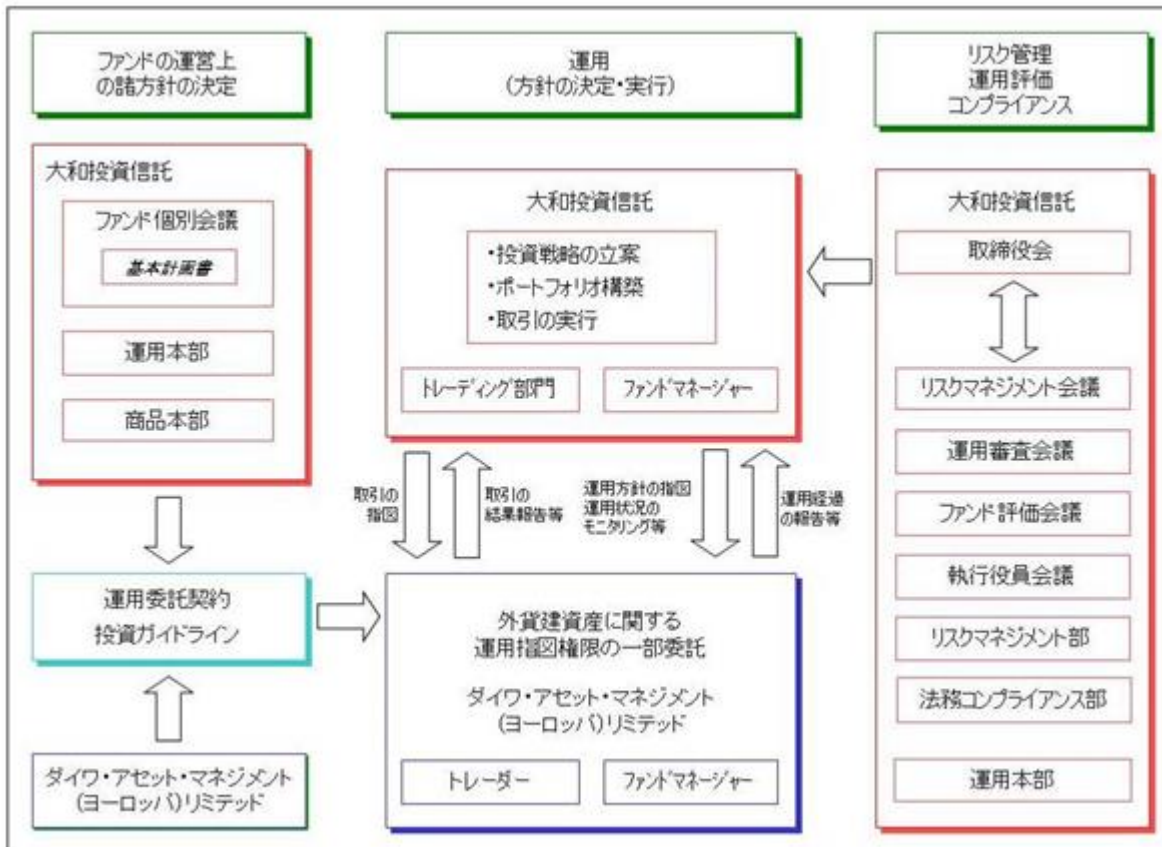 ファンドの運営上
の諸方針の決定
運用
(方針の決定・実行)
リスク管理
運用評価
コンプライアンス
大和投資信託
ファンド個別会議
基本計画書
運用本部
商品本部
大和投資信託
・投資戦略の立案
・ポートフォリオ構築
・取引の実行
トレーディング部門
ファンドマネージャー
大和投資信託
取締役会
リスクマネジメント会議
運用審査会議
ファンド評価会議
執行役員会議
リスクマネジメント部
法務コンプライアンス部
運用本部
取引の
指図
取引の
結果報告等
運用方針の指図
運用状況の
モニタリング等
運用経過
の報告等
運用委託契約
投資ガイドライン
外貨建資産に関する
運用指図権限の一部委託
ダイワ・アセット・マネジメント
(ヨーロッパ)リミテッド
トレーダー
ファンドマネージャー
ダイワ・アセット・マネジメント
(ヨーロッパ)リミテッド